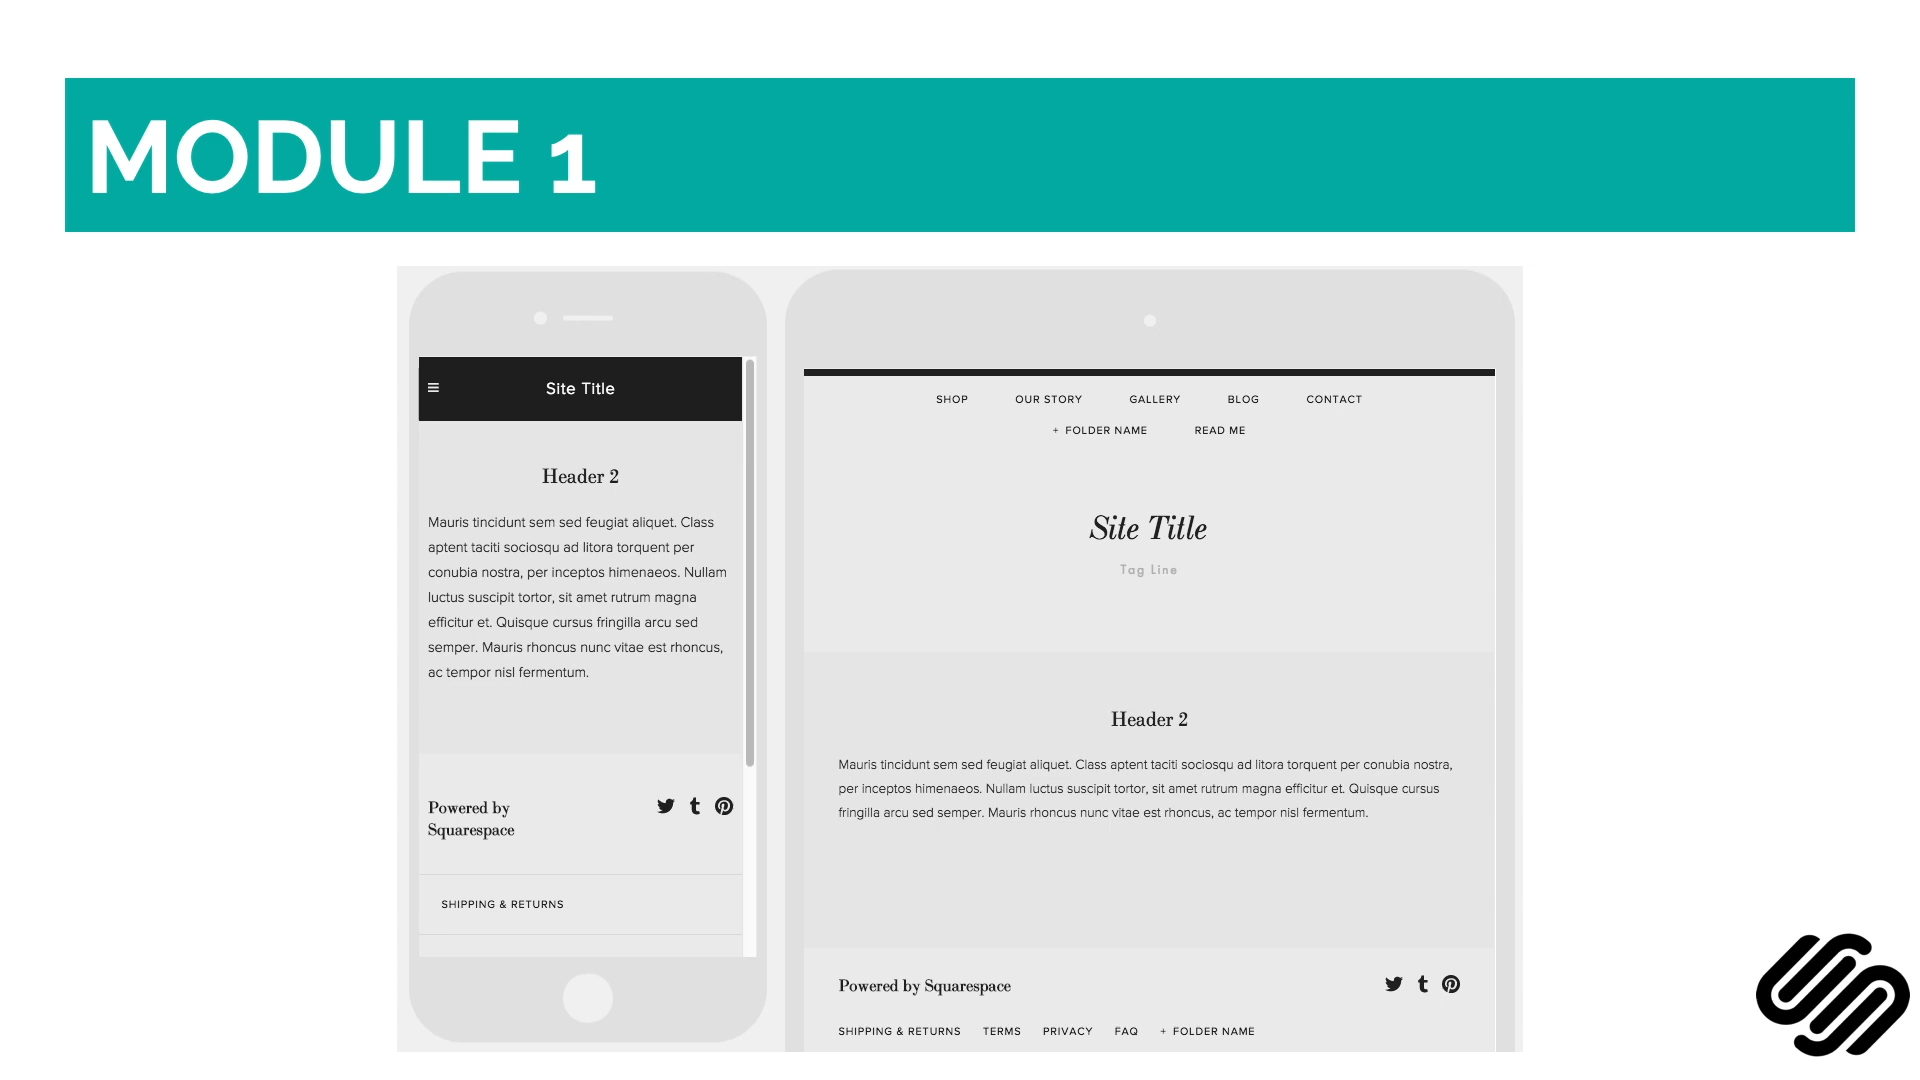 MODULE 1
Site Title
Header 2
Mauris tincidunt sem sed feugiat aliquet. Class
aptent taciti sociosqu ad litora torquent per
conubia nostra, per inceptos himenaeos. Nullam
luctus suscipit tortor, sit amet rutrum magna
efficitur et. Quisque cursus fringilla arcu sed
semper. Mauris rhoncus nunc vitae est rhoncus,
ac tempor nisl fermentum.
Powered by
Squarespace
SHIPPING & RETURNS
SHOP OUR STORY GALLERY BLOG CONTACT
+ FOLDER NAME READ ME
Site Title
Tag Line
Header 2
Mauris tincidunt sem sed feugiat aliquet. Class aptent taciti sociosqu ad litora torquent per conubia nostra,
per inceptos himenaeos. Nullam luctus suscipit tortor, sit amet rutrum magna efficitur et. Quisque cursus
fringilla arcu sed semper. Mauris rhoncus nunc vitae est rhoncus, ac tempor nisl fermentum.
Powered by Squarespace
SHIPPING & RETURNS TERMS PRIVACY FAQ + FOLDER NAME